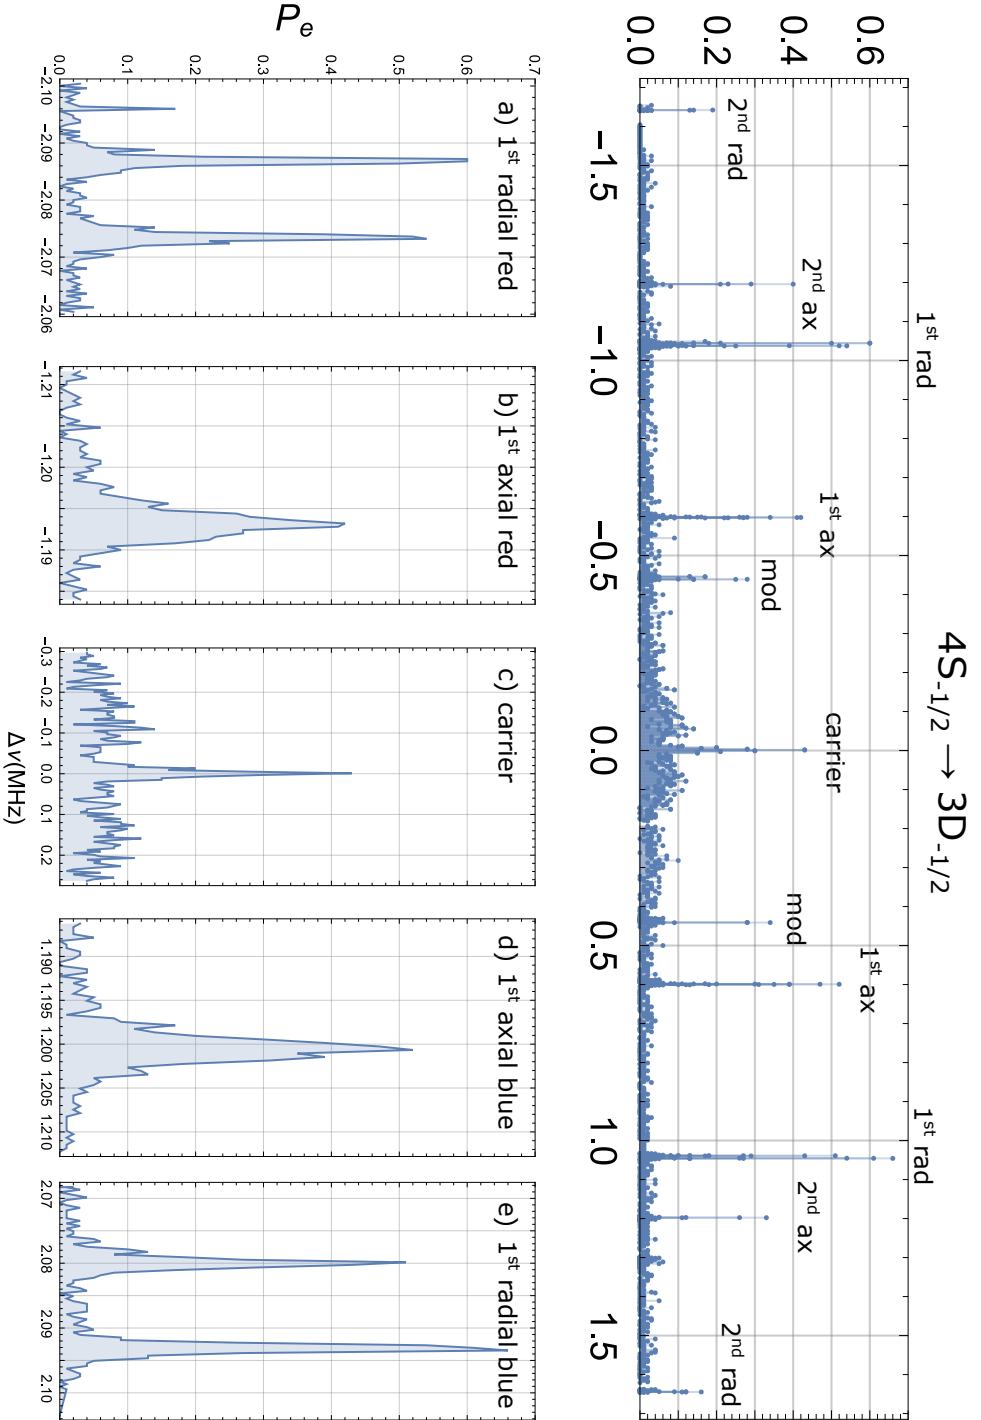 4S-1/2 → 3D-1/2
1st rad
1st rad
2nd rad
2nd ax
1st ax
mod
carrier
mod
1st ax
2nd ax
2nd rad
0.6
0.4
0.2
0.0
−1.5
−1.0
−0.5
0.0
0.5
1.0
1.5
a) 1st radial red
b) 1st axial red
c) carrier
d) 1st axial blue
e) 1st radial blue
Pe
0.7
0.6
0.5
0.4
0.3
0.2
0.1
0.0
−2.10
−2.09
−2.08
−2.07
−2.06
−1.21
−1.20
−1.19
−0.3
−0.2
−0.1
0.0
0.1
0.2
1.190
1.195
1.200
1.205
1.210
2.07
2.08
2.09
2.10
Δν(MHz)